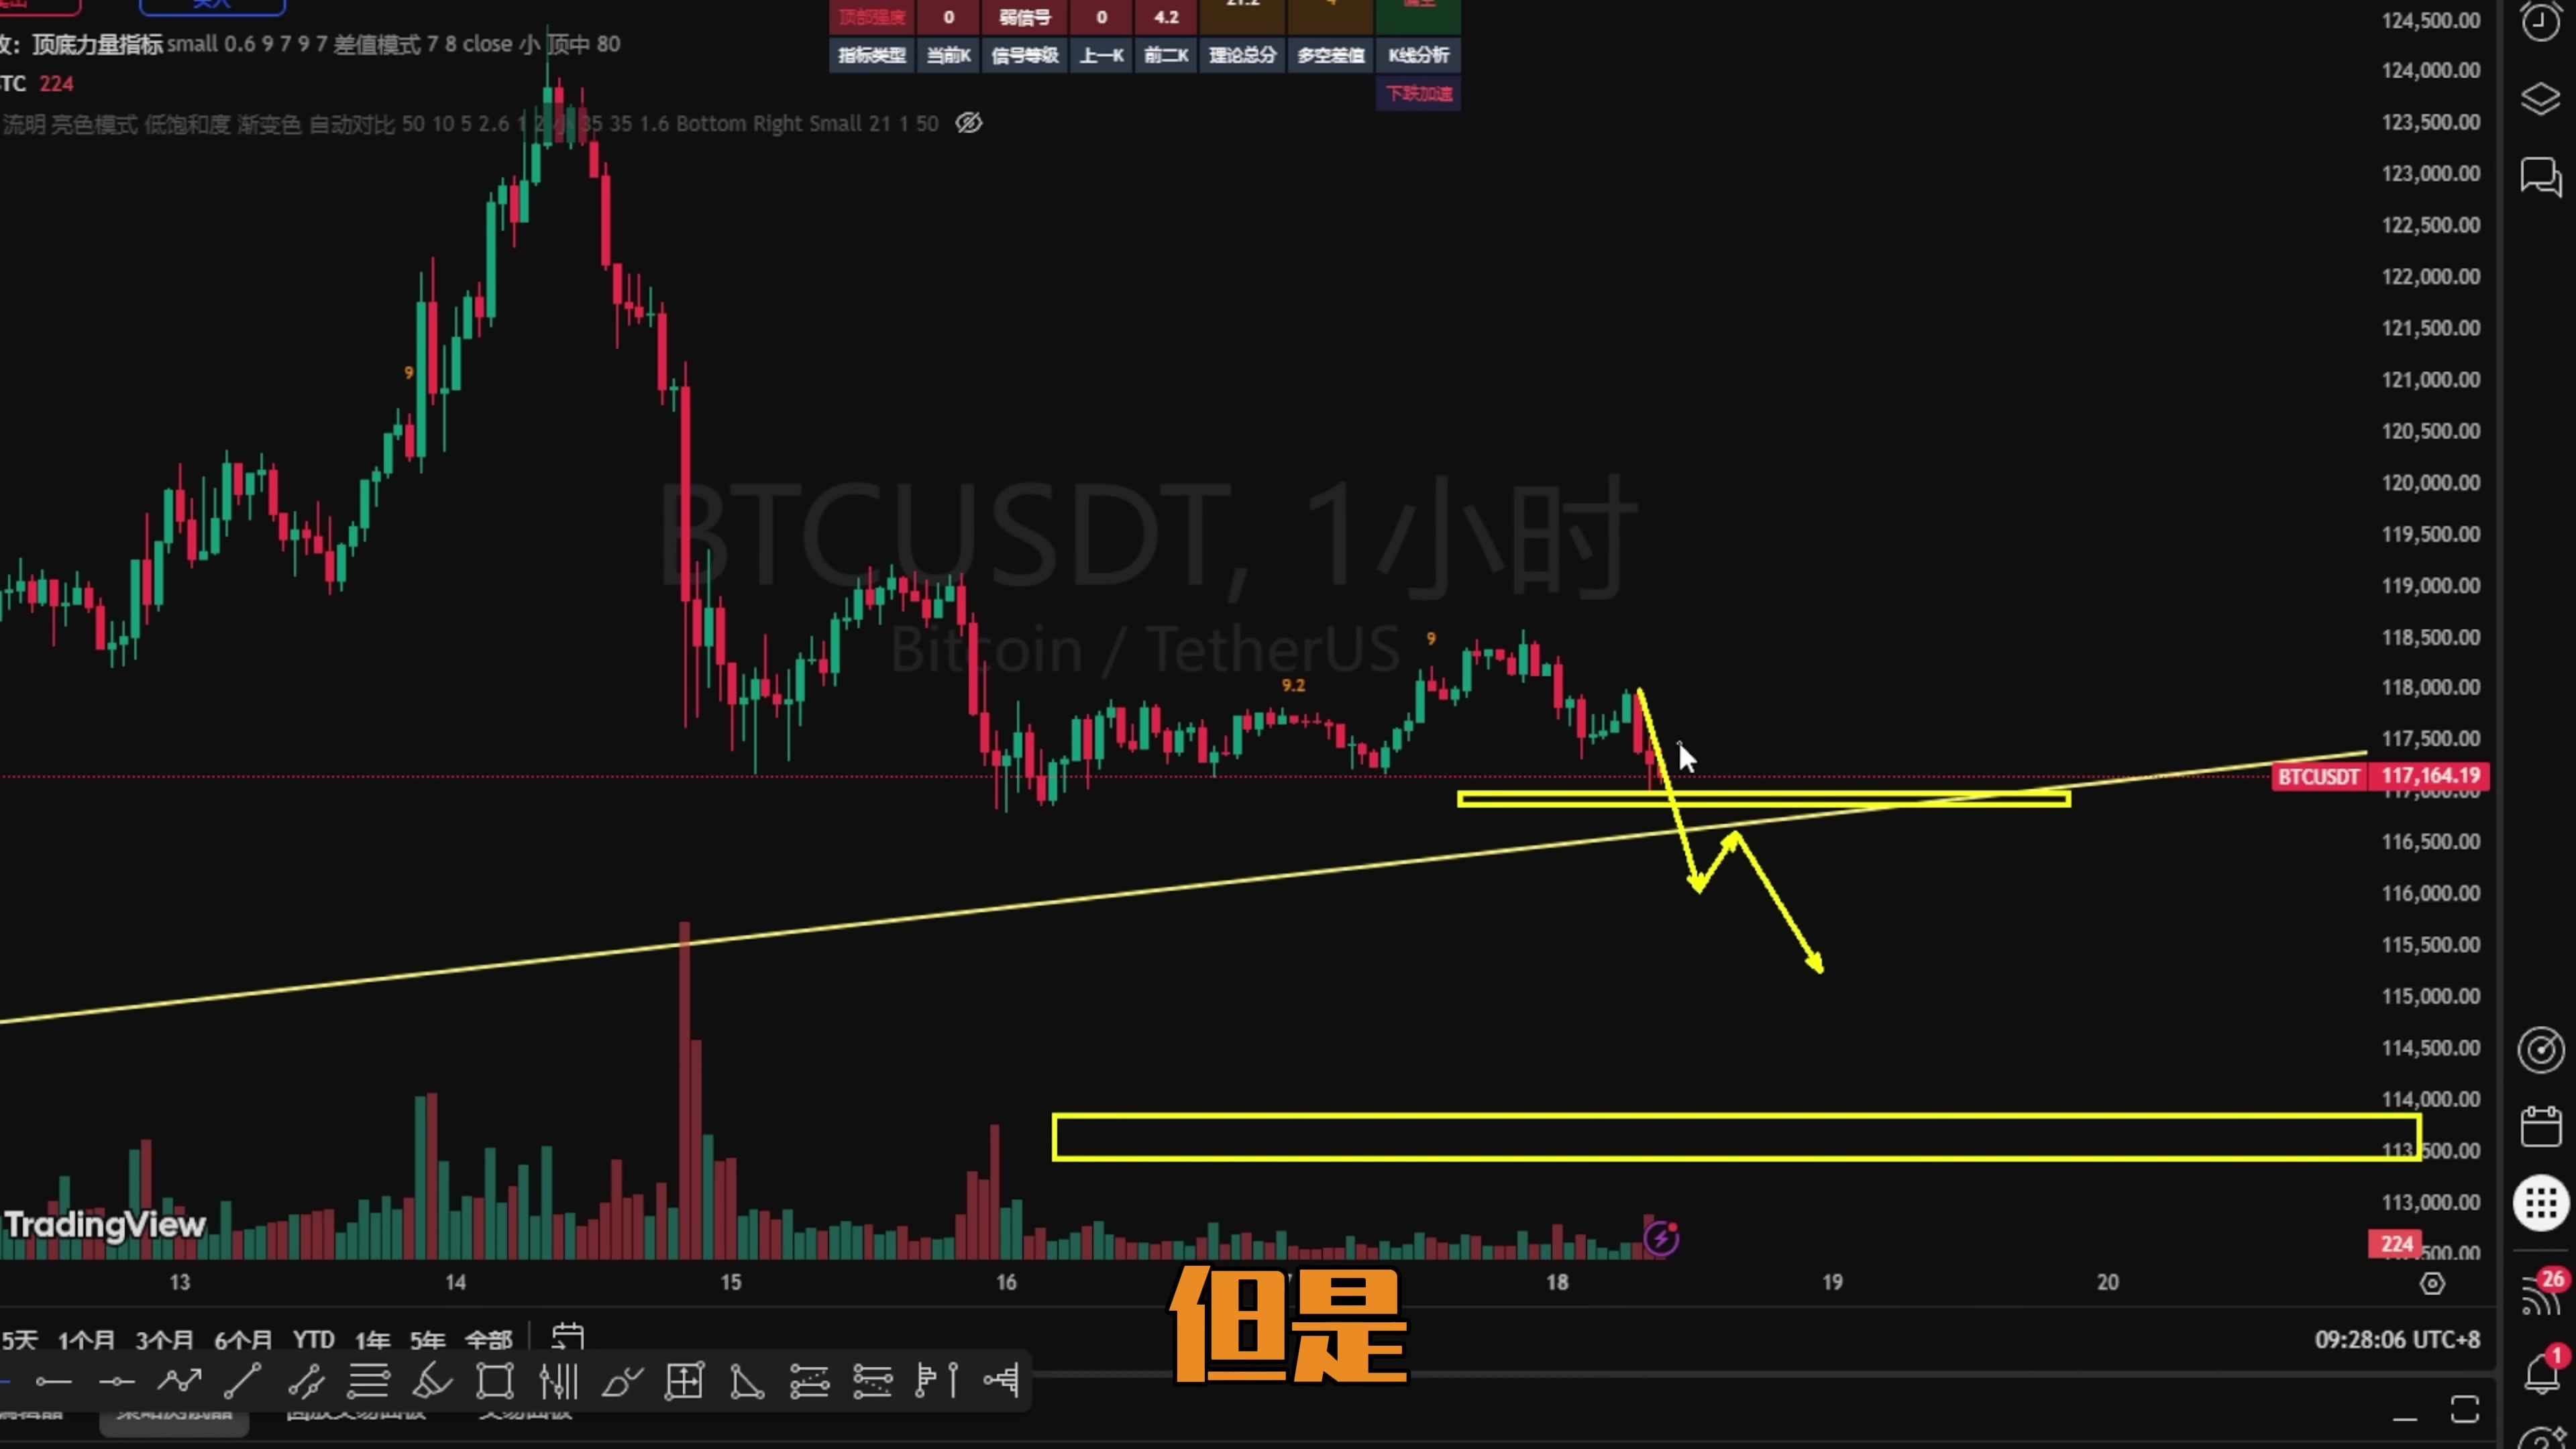 买入
顶部强度 0 弱信号 0 4.2
指标类型 当前K 信号等级 上一K 前二K 理论总分 多空差值 K线分析
下跌加速
顶底力量指标 small 0.6 9 7 9 7 差值模式 7 8 close 小 顶中 80
TC 224
流明 亮色模式 低饱和度 渐变色 自动对比 50 10 5 2.6 1 2 小 35 35 1.6 Bottom Right Small 21 1 50
124,500.00
124,000.00
123,500.00
123,000.00
122,500.00
122,000.00
121,500.00
121,000.00
120,500.00
120,000.00
119,500.00
119,000.00
118,500.00
118,000.00
117,500.00
BTCUSDT 117,164.19
117,000.00
116,500.00
116,000.00
115,500.00
115,000.00
114,500.00
114,000.00
113,500.00
113,000.00
224
500.00
9
BTCUSDT, 1小时
Bitcoin / TetherUS
9
9.2
TradingView
13 14 15 16 18 19 20
但是
5天 1个月 3个月 6个月 YTD 1年 5年 全部
09:28:06 UTC+8
26
1